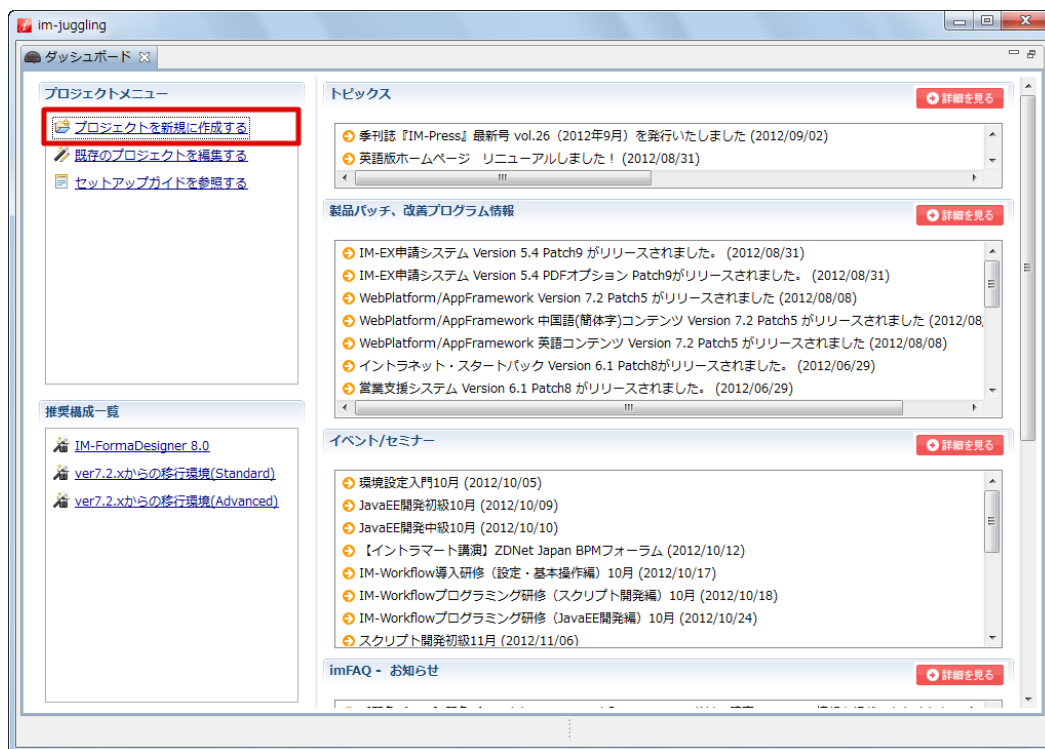 im-juggling
ダッシュボード
プロジェクトメニュー
プロジェクトを新規に作成する
既存のプロジェクトを編集する
セットアップガイドを参照する
推奨構成一覧
IM-FormaDesigner 8.0
ver7.2.xからの移行環境(Standard)
ver7.2.xからの移行環境(Advanced)
トピックス
詳細を見る
季刊誌『IM-Press』最新号 vol.26（2012年9月）を発行いたしました (2012/09/02)
英語版ホームページ　リニューアルしました！ (2012/08/31)
製品パッチ、改善プログラム情報
詳細を見る
IM-EX申請システム Version 5.4 Patch9 がリリースされました。 (2012/08/31)
IM-EX申請システム Version 5.4 PDFオプション Patch9がリリースされました。 (2012/08/31)
WebPlatform/AppFramework Version 7.2 Patch5 がリリースされました (2012/08/08)
WebPlatform/AppFramework 中国語(簡体字)コンテンツ Version 7.2 Patch5 がリリースされました (2012/08,
WebPlatform/AppFramework 英語コンテンツ Version 7.2 Patch5 がリリースされました (2012/08/08)
イントラネット・スタートパック Version 6.1 Patch8がリリースされました。 (2012/06/29)
営業支援システム Version 6.1 Patch8 がリリースされました。 (2012/06/29)
イベント/セミナー
詳細を見る
環境設定入門10月 (2012/10/05)
JavaEE開発初級10月 (2012/10/09)
JavaEE開発中級10月 (2012/10/10)
【イントラマート講演】ZDNet Japan BPMフォーラム (2012/10/12)
IM-Workflow導入研修（設定・基本操作編）10月 (2012/10/17)
IM-Workflowプログラミング研修（スクリプト開発編）10月 (2012/10/18)
IM-Workflowプログラミング研修（JavaEE開発編）10月 (2012/10/24)
スクリプト開発初級11月 (2012/11/06)
imFAQ - お知らせ
詳細を見る